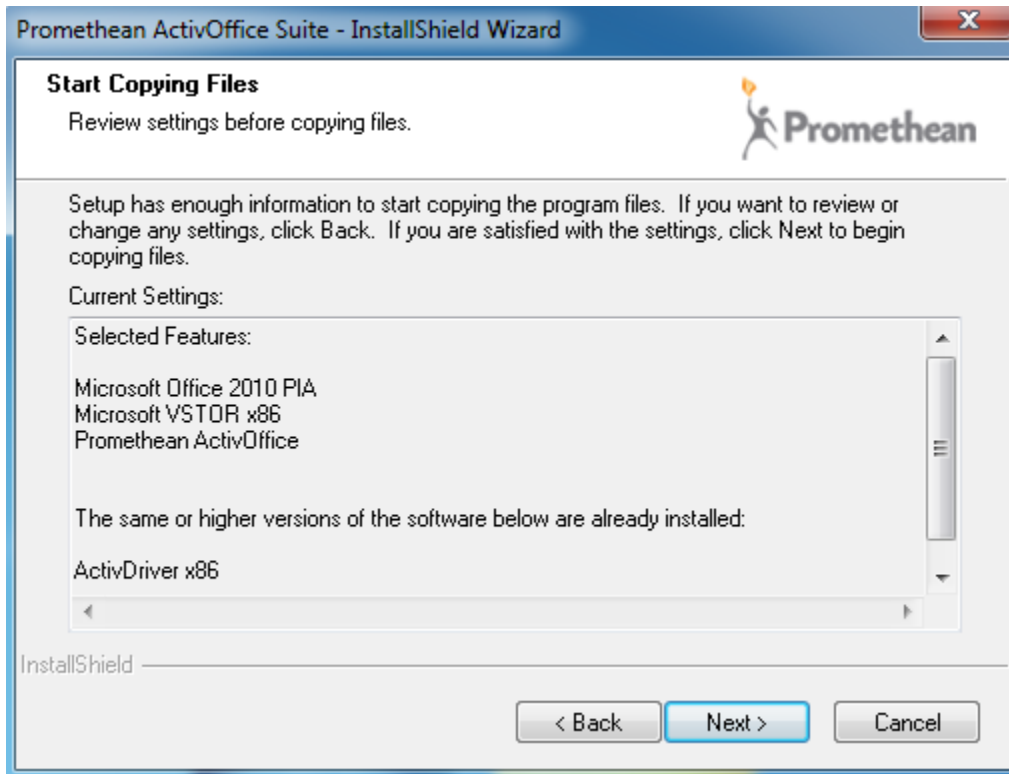 Promethean ActivOffice Suite - InstallShield Wizard
Start Copying Files
Review settings before copying files.
Promethean
Setup has enough information to start copying the program files. If you want to review or
change any settings, click Back. If you are satisfied with the settings, click Next to begin
copying files.
Current Settings:
Selected Features:
Microsoft Office 2010 PIA
Microsoft VSTOR x86
Promethean ActivOffice
The same or higher versions of the software below are already installed:
ActivDriver x86
InstallShield
< Back
Next >
Cancel